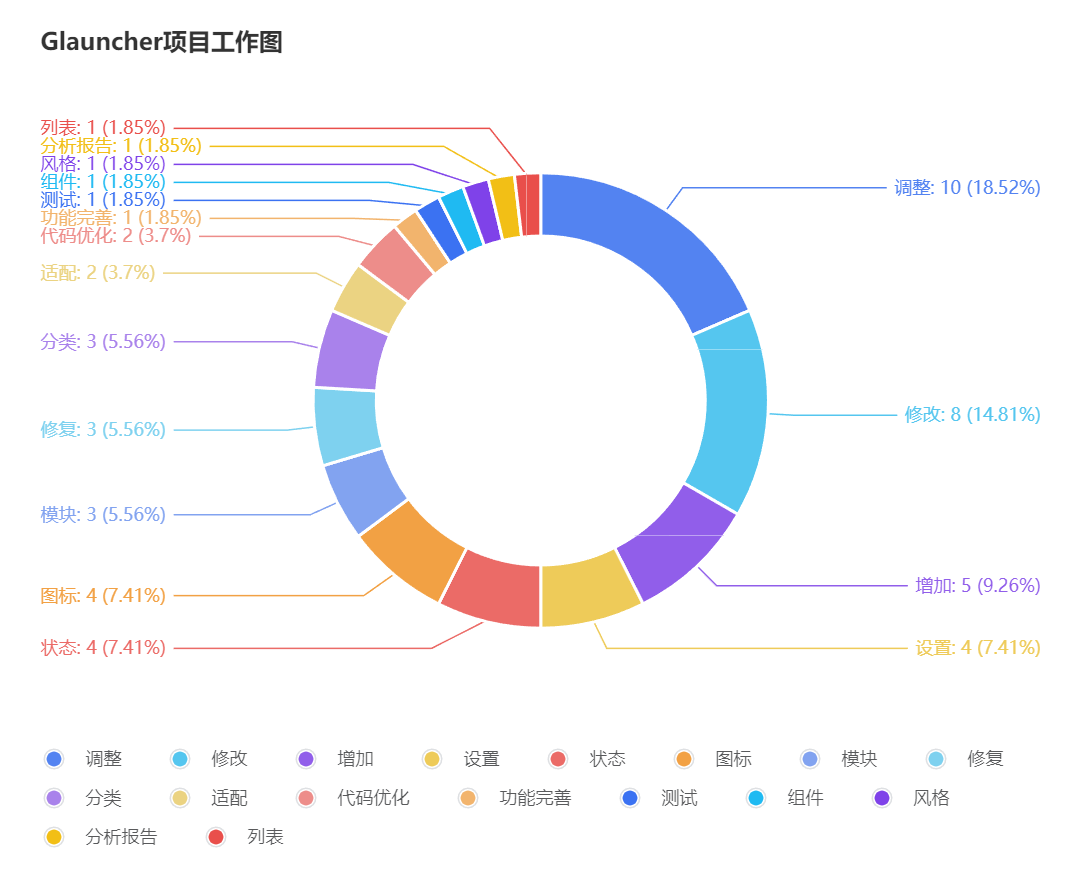 Glauncher项目工作图
列表: 1 (1.85%)
分析报告: 1 (1.85%)
风格: 1 (1.85%)
组件: 1 (1.85%)
测试: 1 (1.85%)
功能完善: 1 (1.85%)
代码优化: 2 (3.7%)
适配: 2 (3.7%)
分类: 3 (5.56%)
修复: 3 (5.56%)
模块: 3 (5.56%)
图标: 4 (7.41%)
状态: 4 (7.41%)
调整: 10 (18.52%)
修改: 8 (14.81%)
增加: 5 (9.26%)
设置: 4 (7.41%)
调整 修改 增加 设置 状态 图标 模块 修复
分类 适配 代码优化 功能完善 测试 组件 风格
分析报告 列表